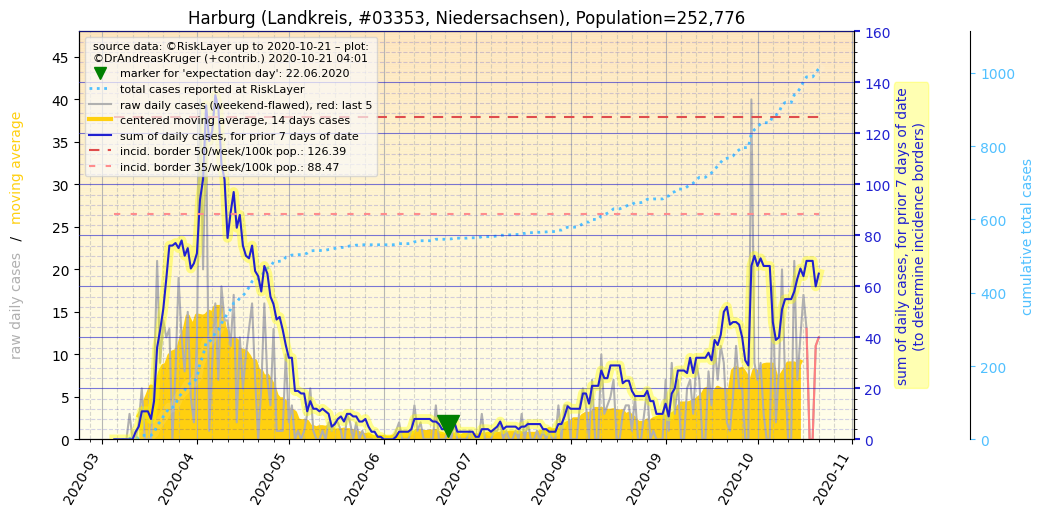 Harburg (Landkreis, #03353, Niedersachsen), Population=252,776
source data: ©RiskLayer up to 2020-10-21 – plot:
©DrAndreasKruger (+contrib.) 2020-10-21 04:01
marker for 'expectation day': 22.06.2020
total cases reported at RiskLayer
raw daily cases (weekend-flawed), red: last 5
centered moving average, 14 days cases
sum of daily cases, for prior 7 days of date
incid. border 50/week/100k pop.: 126.39
incid. border 35/week/100k pop.: 88.47
raw daily cases / moving average
45
40
35
30
25
20
15
10
5
0
2020-03
2020-04
2020-05
2020-06
2020-07
2020-08
2020-09
2020-10
2020-11
160
140
120
100
80
60
40
20
0
sum of daily cases, for prior 7 days of date
(to determine incidence borders)
1000
800
600
400
200
0
cumulative total cases